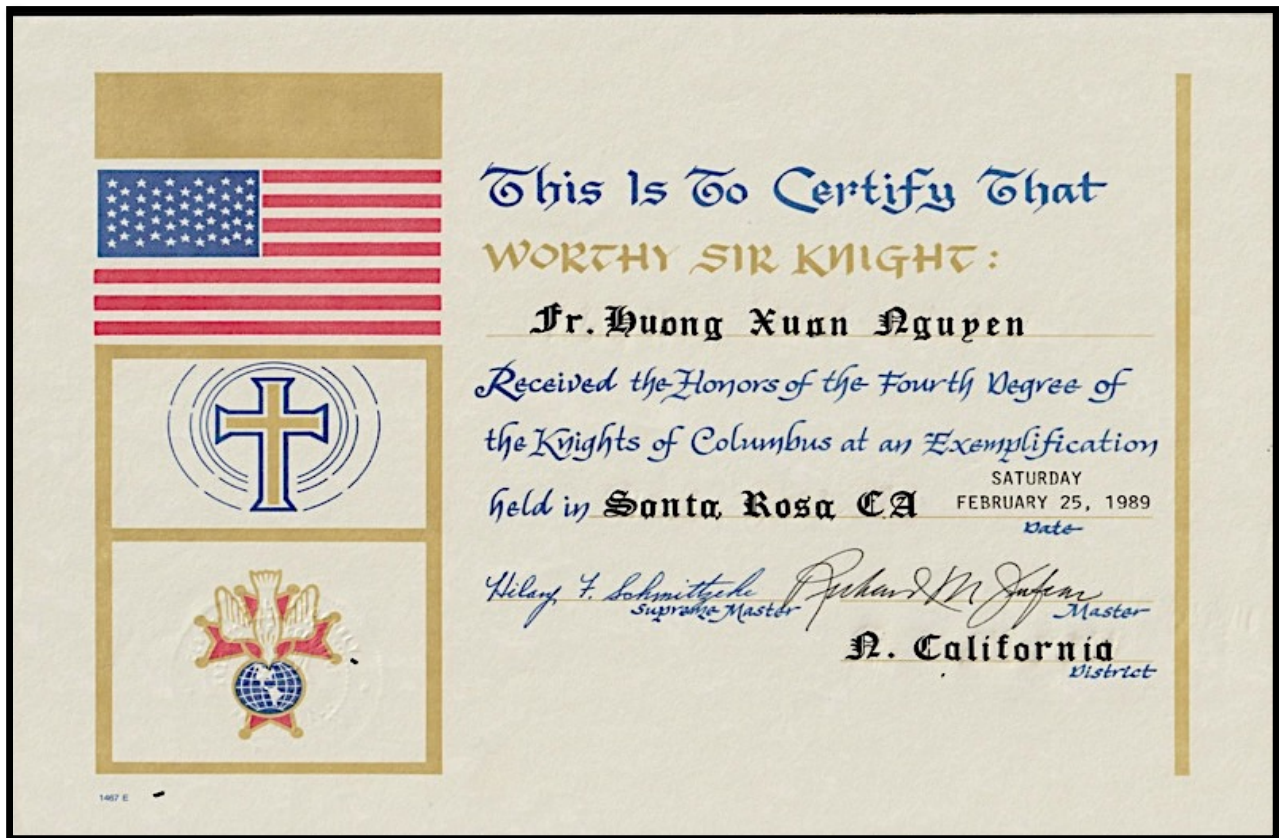 This Is To Certify That
WORTHY SIR KNIGHT:
Fr. Huong Xuan Nguyen
Received the Honors of the Fourth Degree of
the Knights of Columbus at an Exemplification
held in Santa Rosa CA SATURDAY
FEBRUARY 25, 1989
Date
Hilary F. Richard M
Supreme Master Master
N. California
District
1467 E